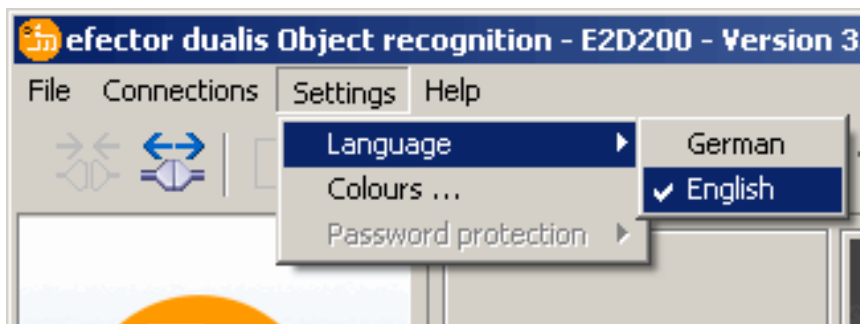 efector dualis Object recognition - E2D200 - Version 3
File Connections Settings Help
Language German
Colours ... English
Password protection